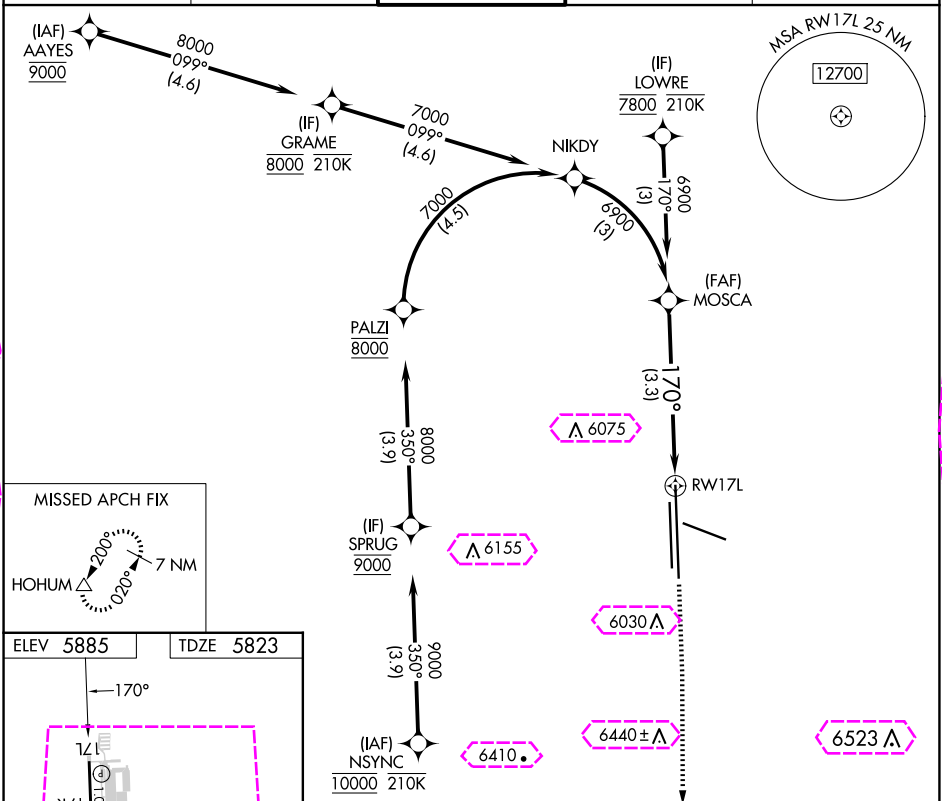 (IAF)
AAYES
9000
8000
099°
(4.6)
(IF)
GRAME
8000 210K
7000
099°
(4.6)
NIKDY
(IF)
LOWRE
7800 210K
6900
170°
(3)
MSA RW17L 25 NM
12700
7000
(4.5)
6900
(3)
(FAF)
MOSCA
PALZI
8000
170°
(3.3)
6075
8000
350°
(3.9)
RW17L
MISSED APCH FIX
HOHUM
200°
020°
7 NM
(IF)
SPRUG
9000
6155
6030
ELEV 5885
TDZE 5823
170°
17L
P
9000
350°
(3.9)
(IAF)
NSYNC
10000 210K
6410
6440 ±
6523